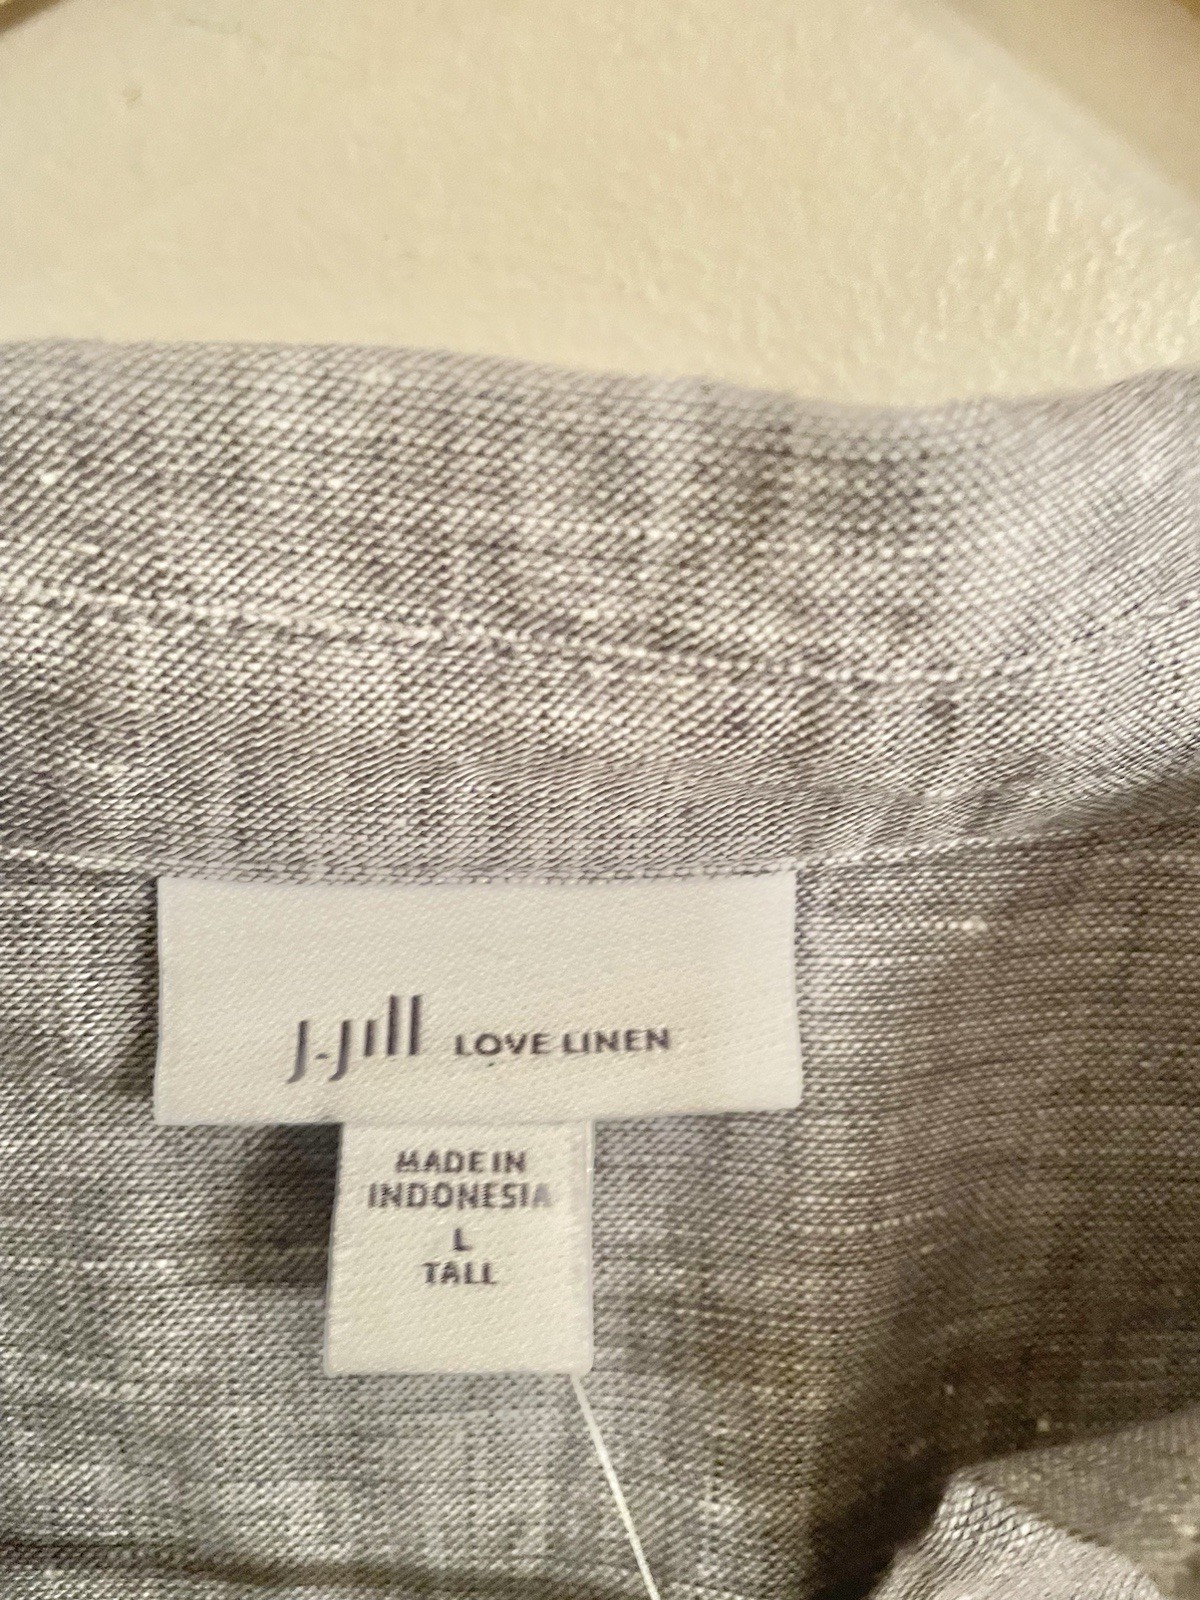 J.Jill LOVE LINEN
MADE IN
INDONESIA
L
TALL